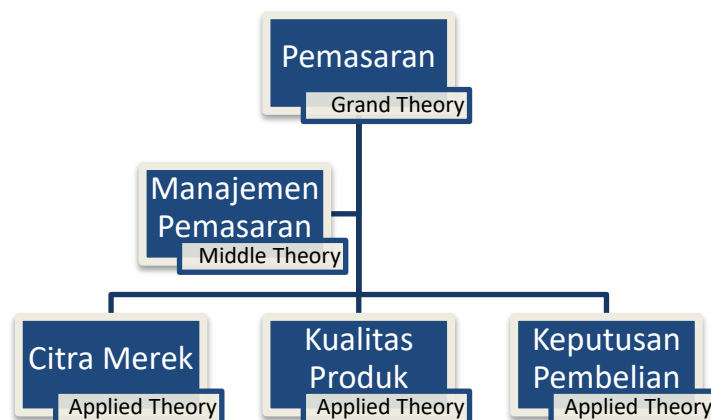 Pemasaran
Grand Theory
Manajemen
Pemasaran
Middle Theory
Citra Merek
Applied Theory
Kualitas
Produk
Applied Theory
Keputusan
Pembelian
Applied Theory